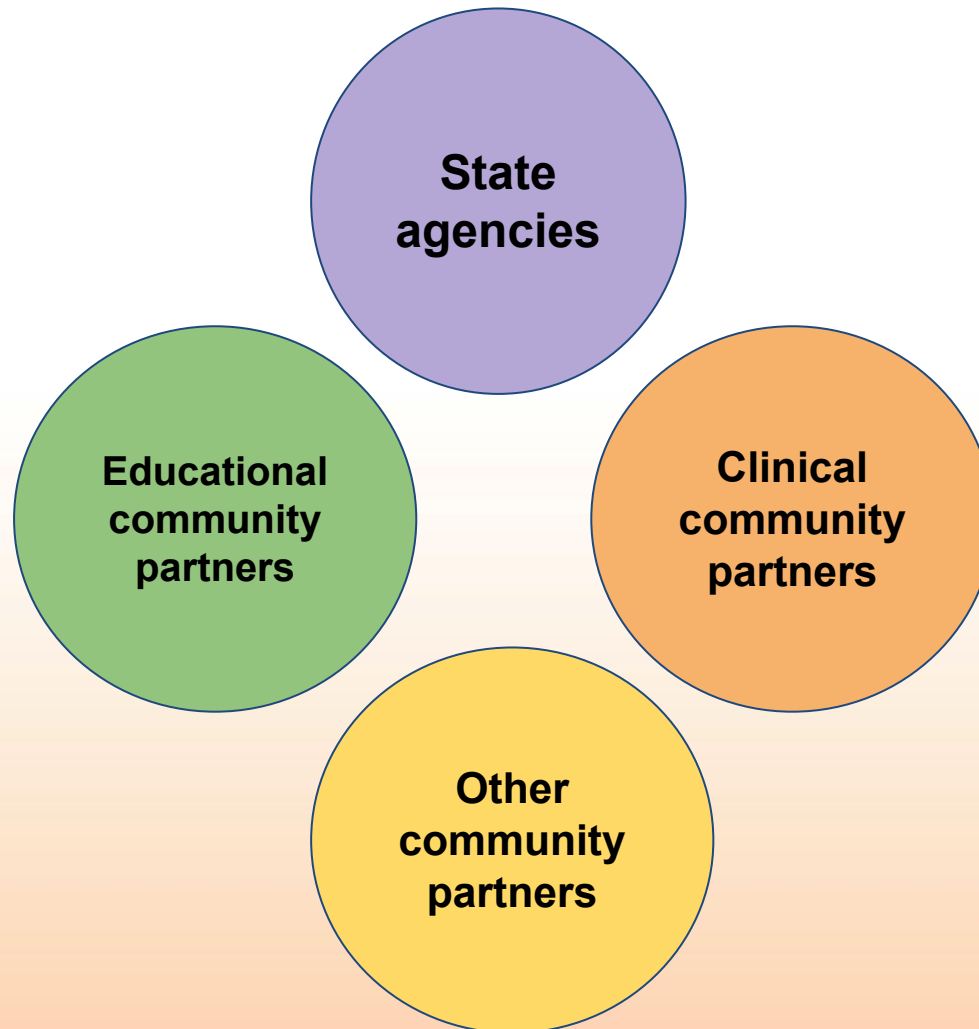 State
agencies
Educational
community
partners
Clinical
community
partners
Other
community
partners